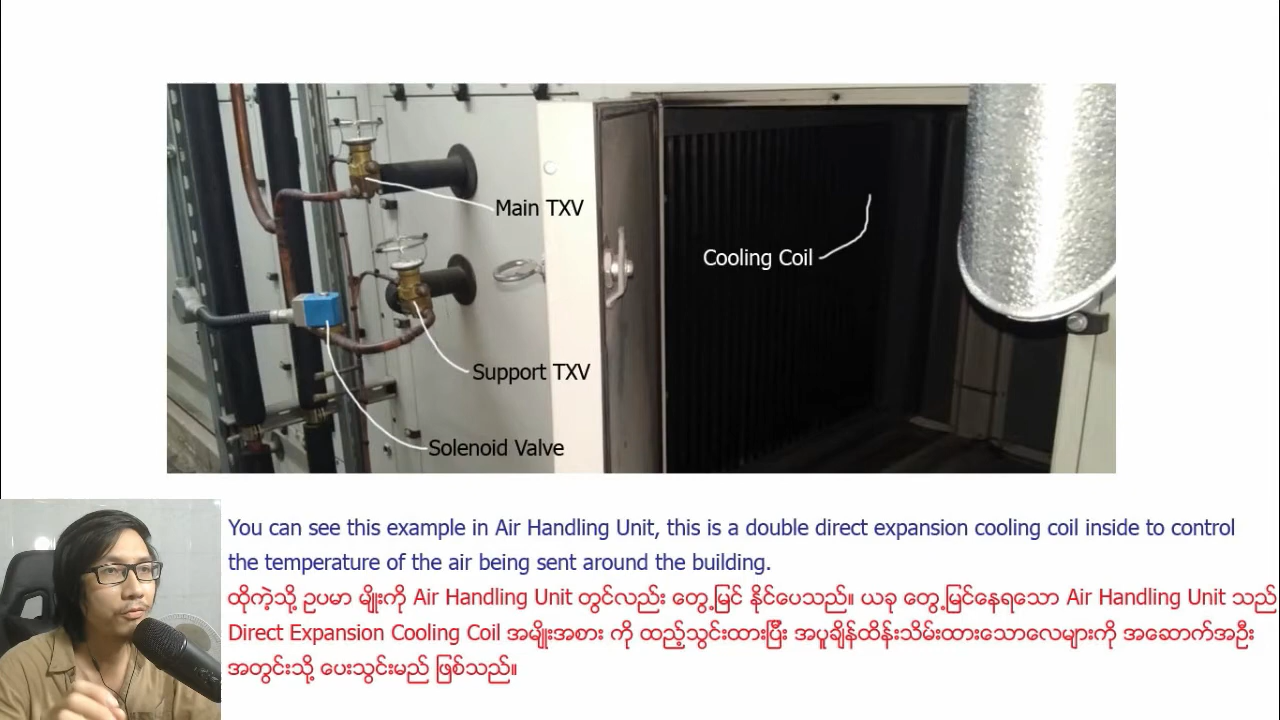 Main TXV
Cooling Coil
Support TXV
Solenoid Valve
You can see this example in Air Handling Unit, this is a double direct expansion cooling coil inside to control
the temperature of the air being sent around the building.
ထိုကဲ့သို့ ဥပမာ မျိုးကို Air Handling Unit တွင်လည်း တွေ့မြင် နိုင်ပေသည်။ ယခု တွေ့မြင်နေရသော Air Handling Unit သည်
Direct Expansion Cooling Coil အမျိုးအစား ကို ထည့်သွင်းထားပြီး အပူချိန်ထိန်းသိမ်းထားသောလေများကို အဆောက်အဦး
အတွင်းသို့ ပေးသွင်းမည် ဖြစ်သည်။